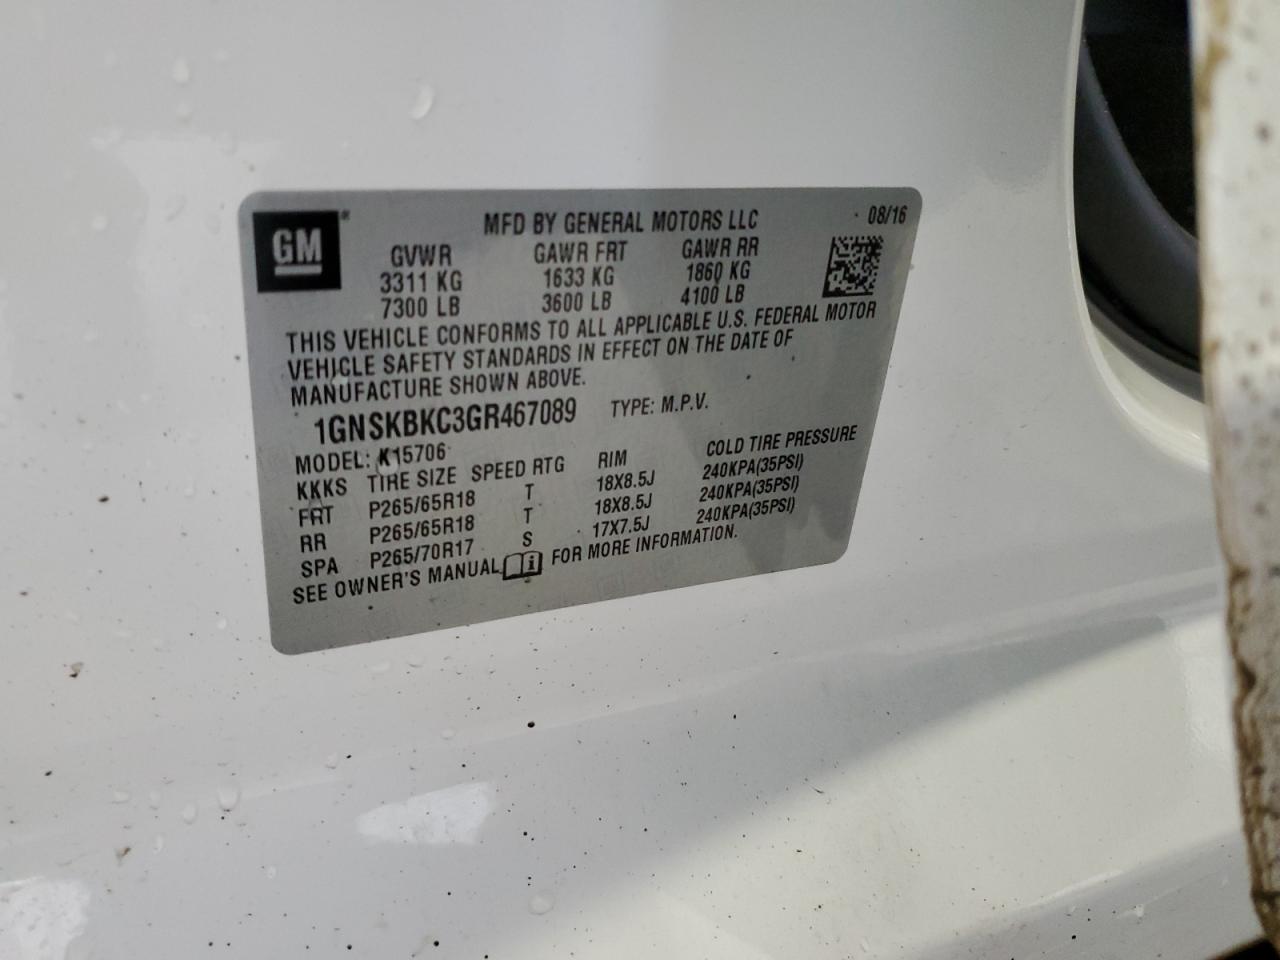 GM®
MFD BY GENERAL MOTORS LLC 08/16
GVWR GAWR FRT GAWR RR
3311 KG 1633 KG 1860 KG
7300 LB 3600 LB 4100 LB
THIS VEHICLE CONFORMS TO ALL APPLICABLE U.S. FEDERAL MOTOR
VEHICLE SAFETY STANDARDS IN EFFECT ON THE DATE OF
MANUFACTURE SHOWN ABOVE.
1GNSKBKC3GR467089 TYPE: M.P.V.
MODEL: K15706
KKKS TIRE SIZE SPEED RTG RIM COLD TIRE PRESSURE
FRT P265/65R18 T 18X8.5J 240KPA(35PSI)
RR P265/65R18 T 18X8.5J 240KPA(35PSI)
SPA P265/70R17 S 17X7.5J 240KPA(35PSI)
SEE OWNER'S MANUAL i FOR MORE INFORMATION.